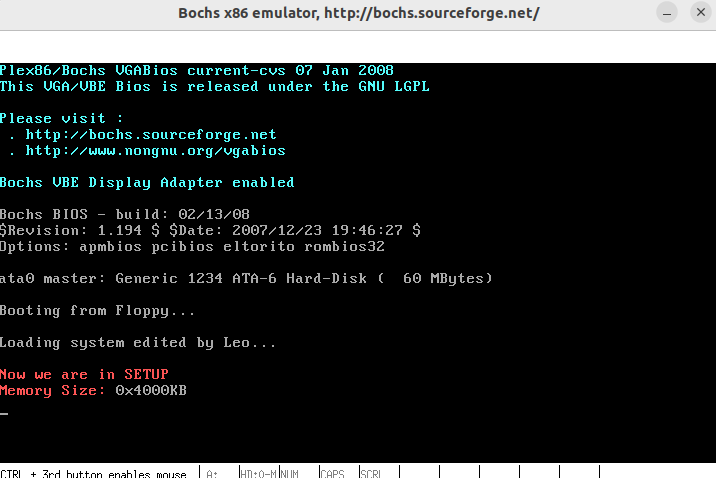 Bochs x86 emulator, http://bochs.sourceforge.net/
Plex86/Bochs VGABios current-cvs 07 Jan 2008
This VGA/VBE Bios is released under the GNU LGPL
Please visit :
. http://bochs.sourceforge.net
. http://www.nongnu.org/vgabios
Bochs VBE Display Adapter enabled
Bochs BIOS - build: 02/13/08
$Revision: 1.194 $ $Date: 2007/12/23 19:46:27 $
Options: apmbios pcibios eltorito rombios32
ata0 master: Generic 1234 ATA-6 Hard-Disk (  60 MBytes)
Booting from Floppy...
Loading system edited by Leo...
Now we are in SETUP
Memory Size: 0x4000KB
_
CTRL + 3rd button enables mouse A: HD:0-M NUM CAPS SCRL